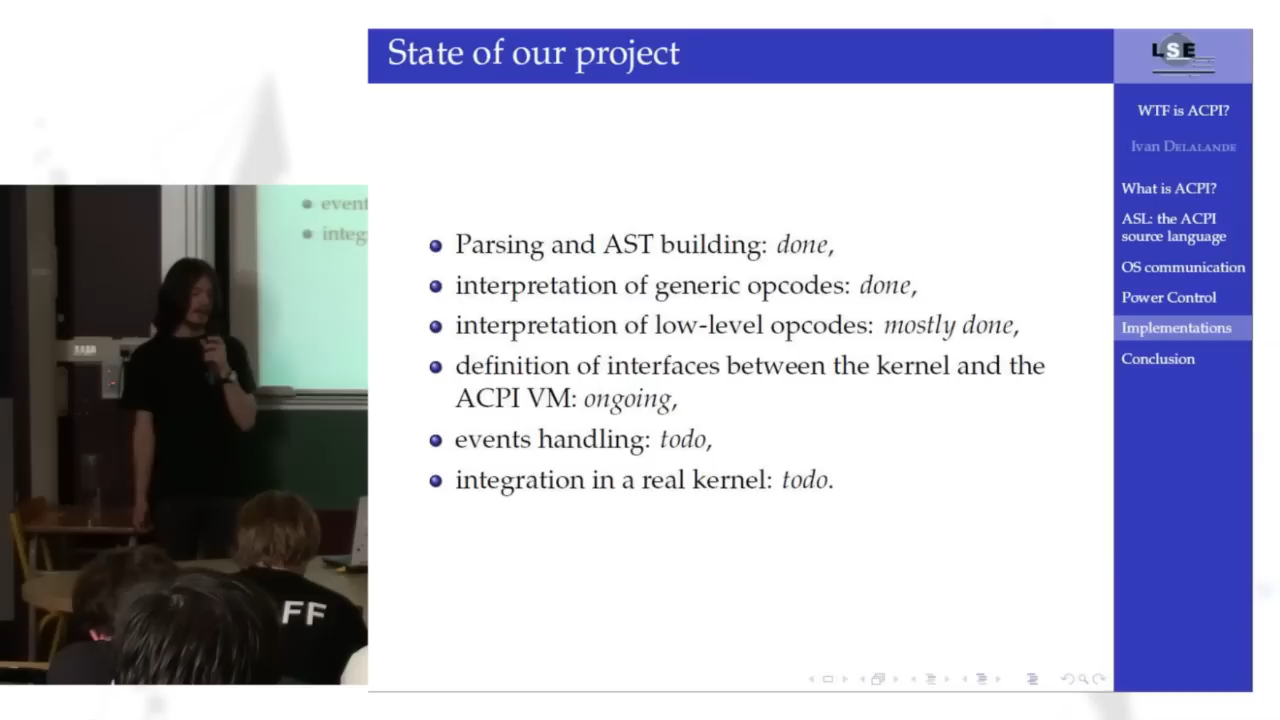 State of our project
LSE
WTF is ACPI?
Ivan DELALANDE
What is ACPI?
ASL: the ACPI
source language
OS communication
Power Control
Implementations
Conclusion
Parsing and AST building: done,
interpretation of generic opcodes: done,
interpretation of low-level opcodes: mostly done,
definition of interfaces between the kernel and the
ACPI VM: ongoing,
events handling: todo,
integration in a real kernel: todo.
event
integ
FF